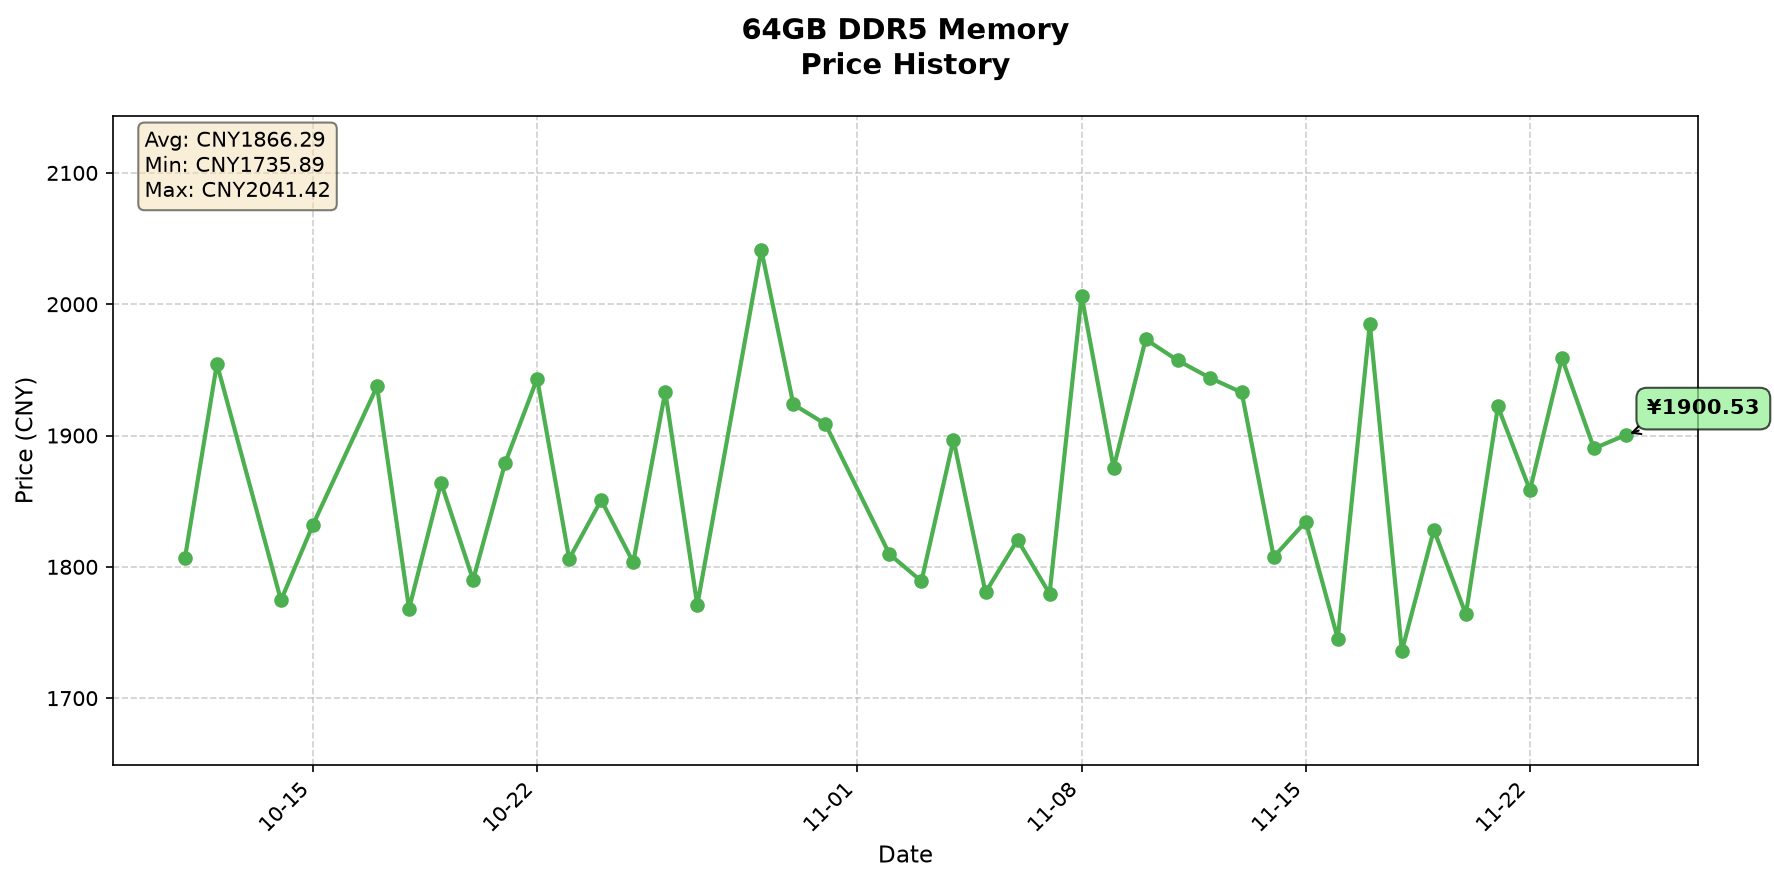 64GB DDR5 Memory
Price History
Avg: CNY1866.29
Min: CNY1735.89
Max: CNY2041.42
2100
2000
1900
1800
1700
Price (CNY)
¥1900.53
10-15
10-22
11-01
11-08
11-15
11-22
Date